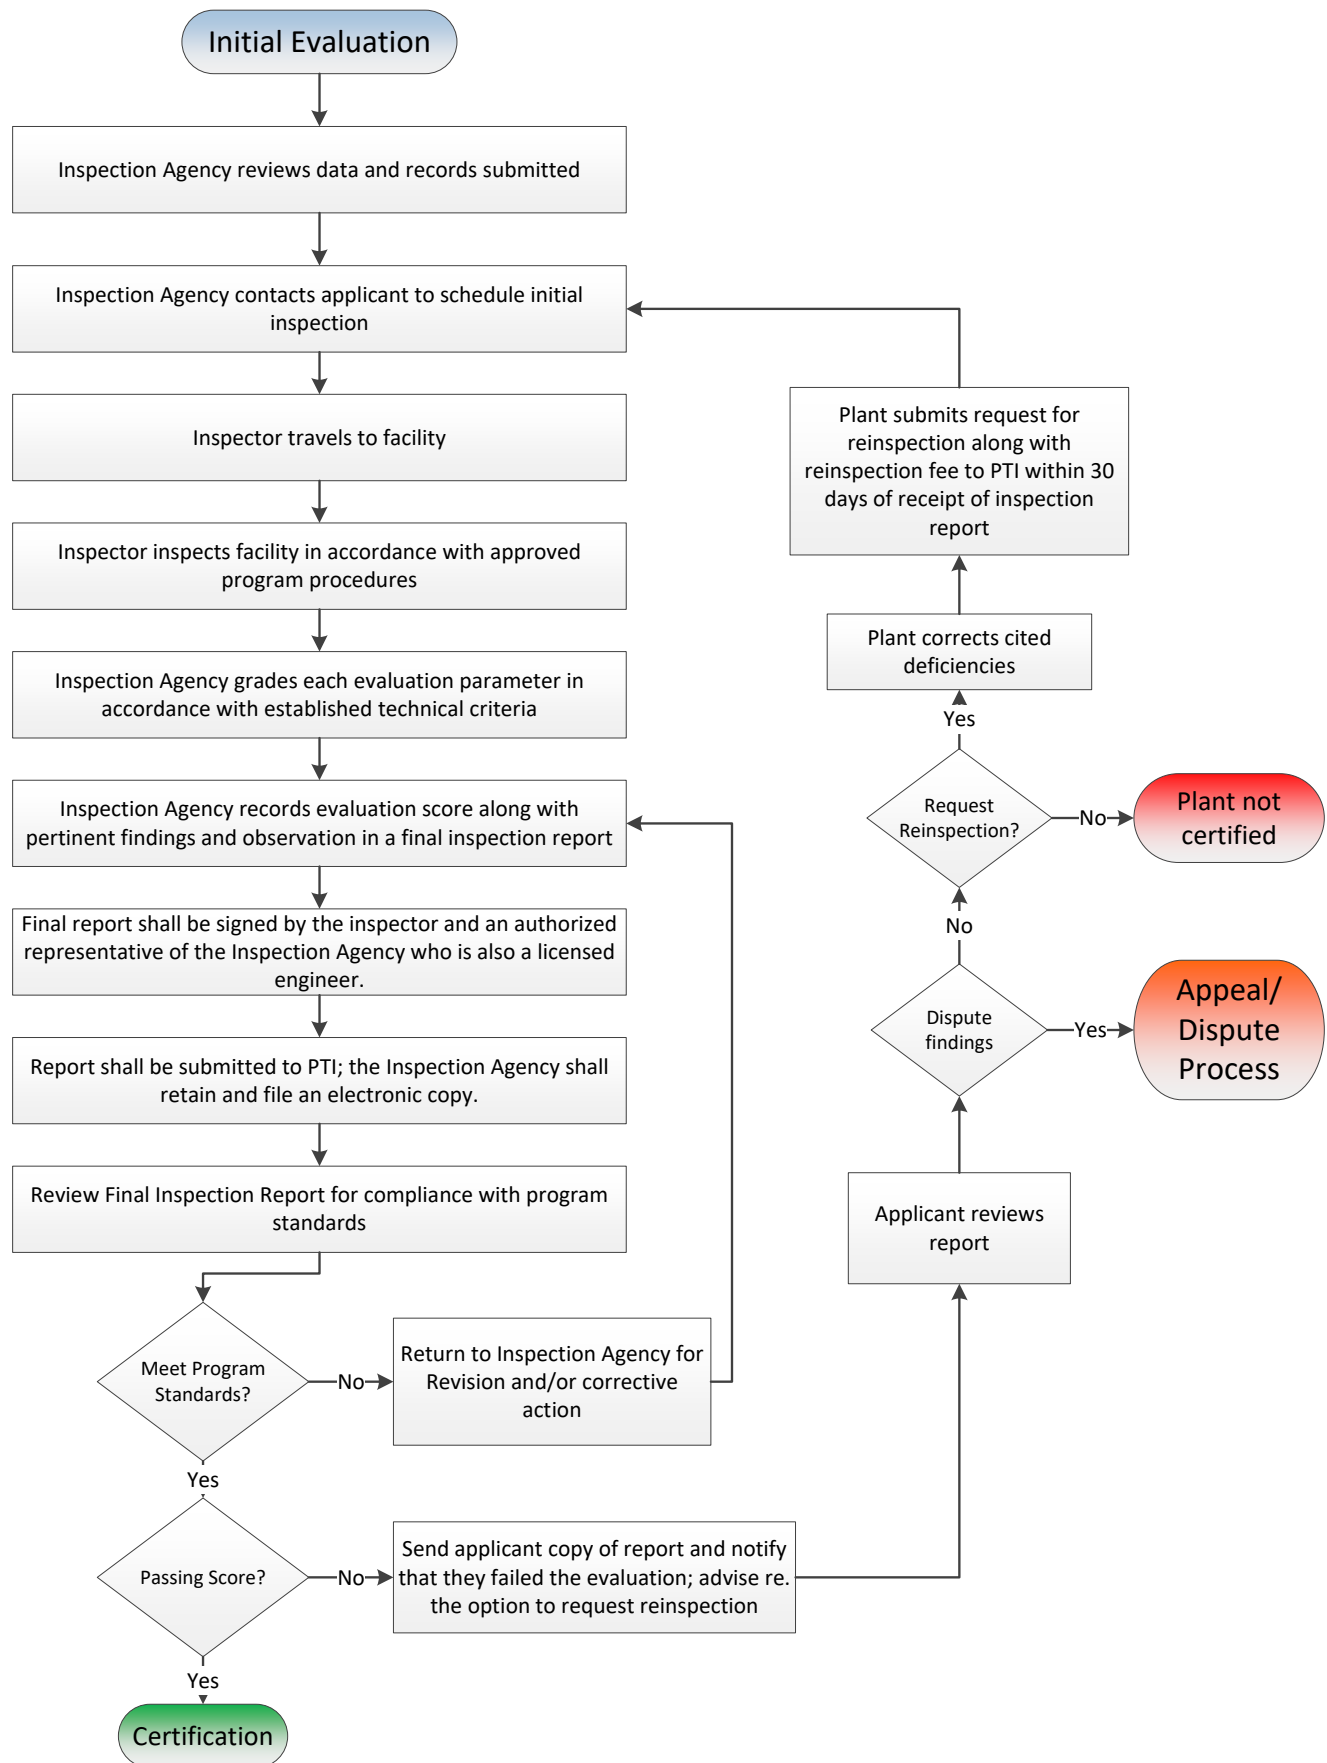 Initial Evaluation
Inspection Agency reviews data and records submitted
Inspection Agency contacts applicant to schedule initial
inspection
Inspector travels to facility
Inspector inspects facility in accordance with approved
program procedures
Inspection Agency grades each evaluation parameter in
accordance with established technical criteria
Inspection Agency records evaluation score along with
pertinent findings and observation in a final inspection report
Final report shall be signed by the inspector and an authorized
representative of the Inspection Agency who is also a licensed
engineer.
Report shall be submitted to PTI; the Inspection Agency shall
retain and file an electronic copy.
Review Final Inspection Report for compliance with program
standards
Meet Program
Standards?
No
Return to Inspection Agency for
Revision and/or corrective
action
Yes
Passing Score?
No
Send applicant copy of report and notify
that they failed the evaluation; advise re.
the option to request reinspection
Yes
Certification
Applicant reviews
report
Dispute
findings
Yes
Appeal/
Dispute
Process
No
Request
Reinspection?
No
Plant not
certified
Yes
Plant corrects cited
deficiencies
Plant submits request for
reinspection along with
reinspection fee to PTI within 30
days of receipt of inspection
report